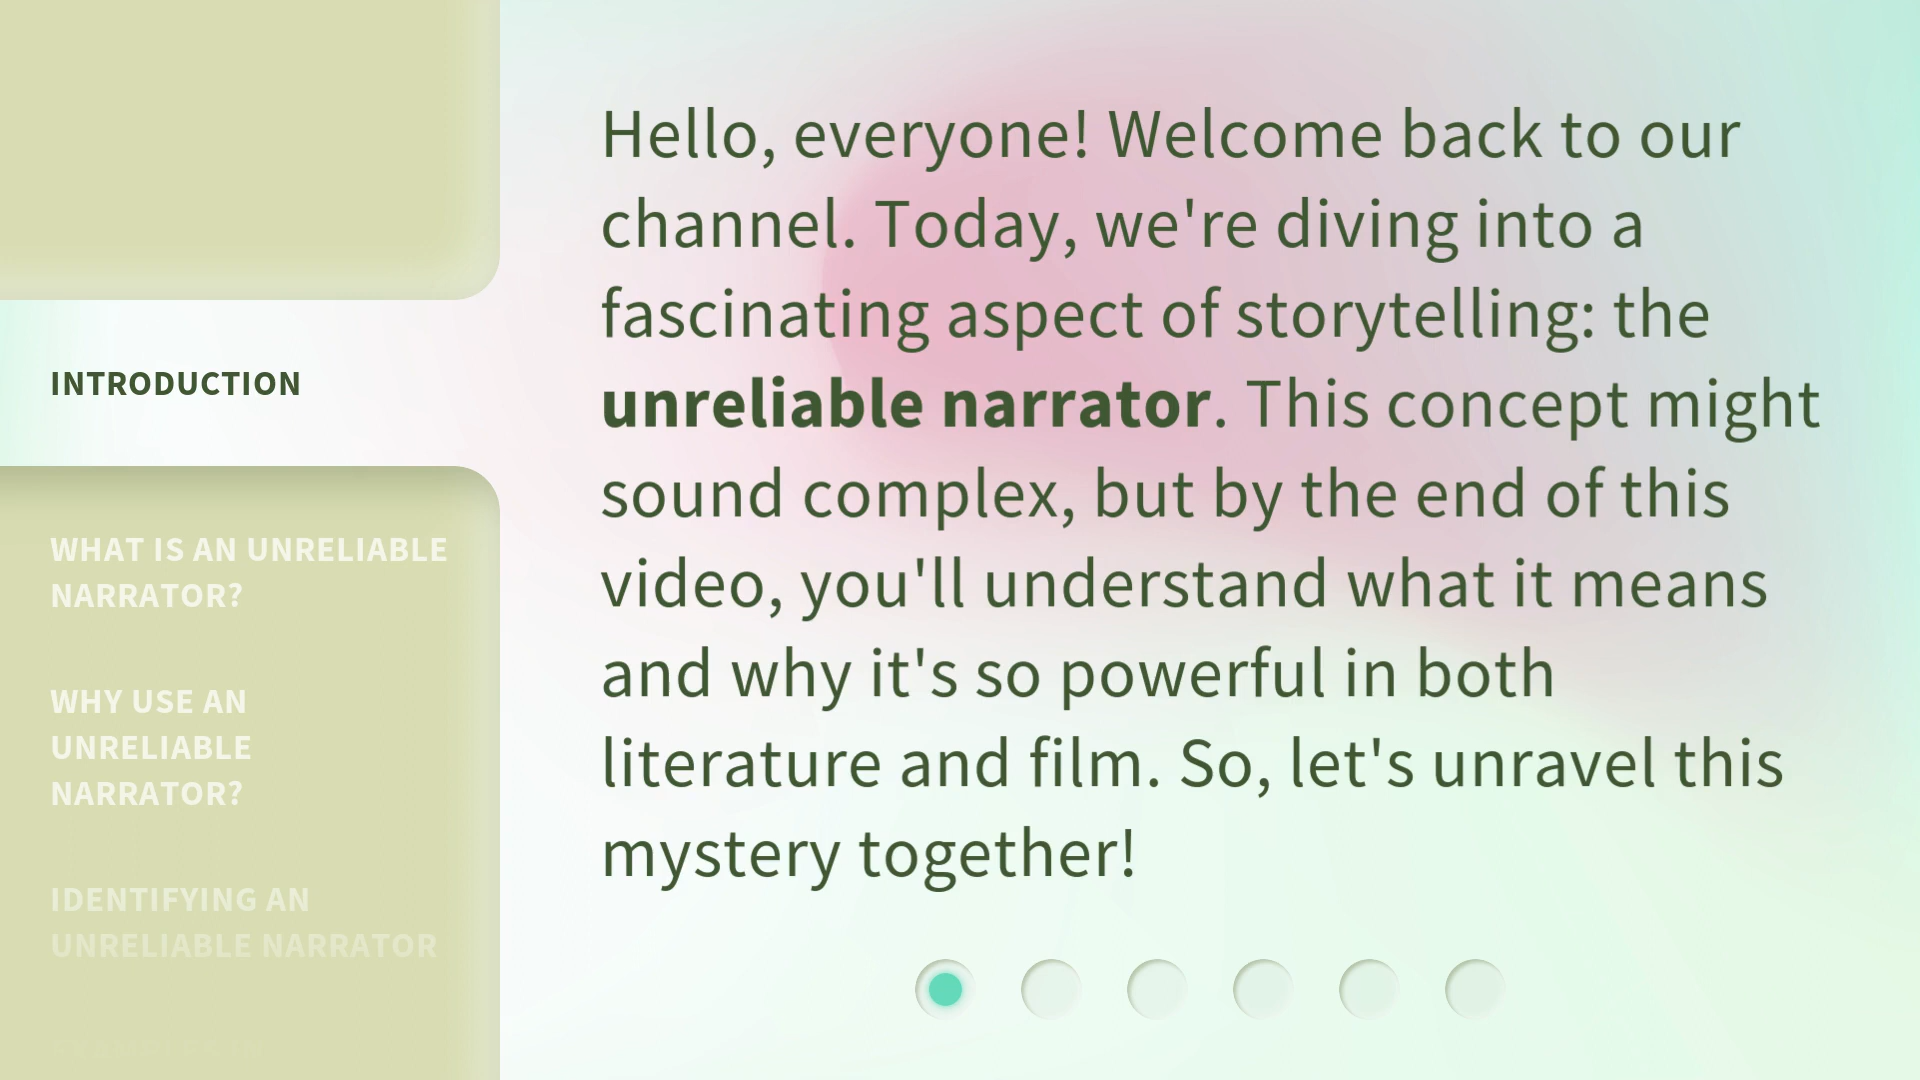 INTRODUCTION
WHAT IS AN UNRELIABLE
NARRATOR?
WHY USE AN
UNRELIABLE
NARRATOR?
IDENTIFYING AN
UNRELIABLE NARRATOR
EXAMPLES IN
Hello, everyone! Welcome back to our
channel. Today, we're diving into a
fascinating aspect of storytelling: the
unreliable narrator. This concept might
sound complex, but by the end of this
video, you'll understand what it means
and why it's so powerful in both
literature and film. So, let's unravel this
mystery together!